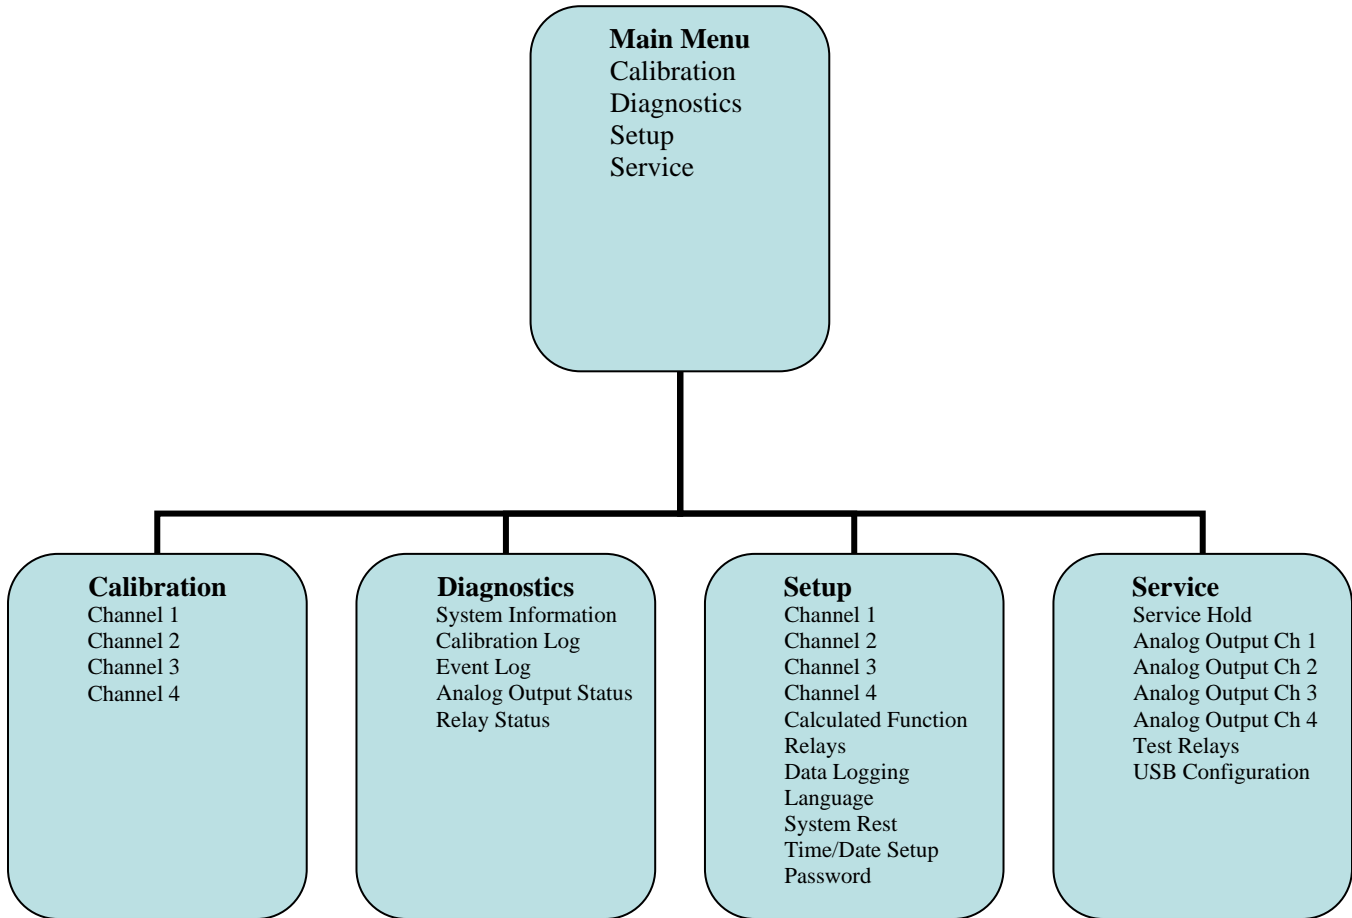 Main Menu
Calibration
Diagnostics
Setup
Service
Calibration
Channel 1
Channel 2
Channel 3
Channel 4
Diagnostics
System Information
Calibration Log
Event Log
Analog Output Status
Relay Status
Setup
Channel 1
Channel 2
Channel 3
Channel 4
Calculated Function
Relays
Data Logging
Language
System Rest
Time/Date Setup
Password
Service
Service Hold
Analog Output Ch 1
Analog Output Ch 2
Analog Output Ch 3
Analog Output Ch 4
Test Relays
USB Configuration